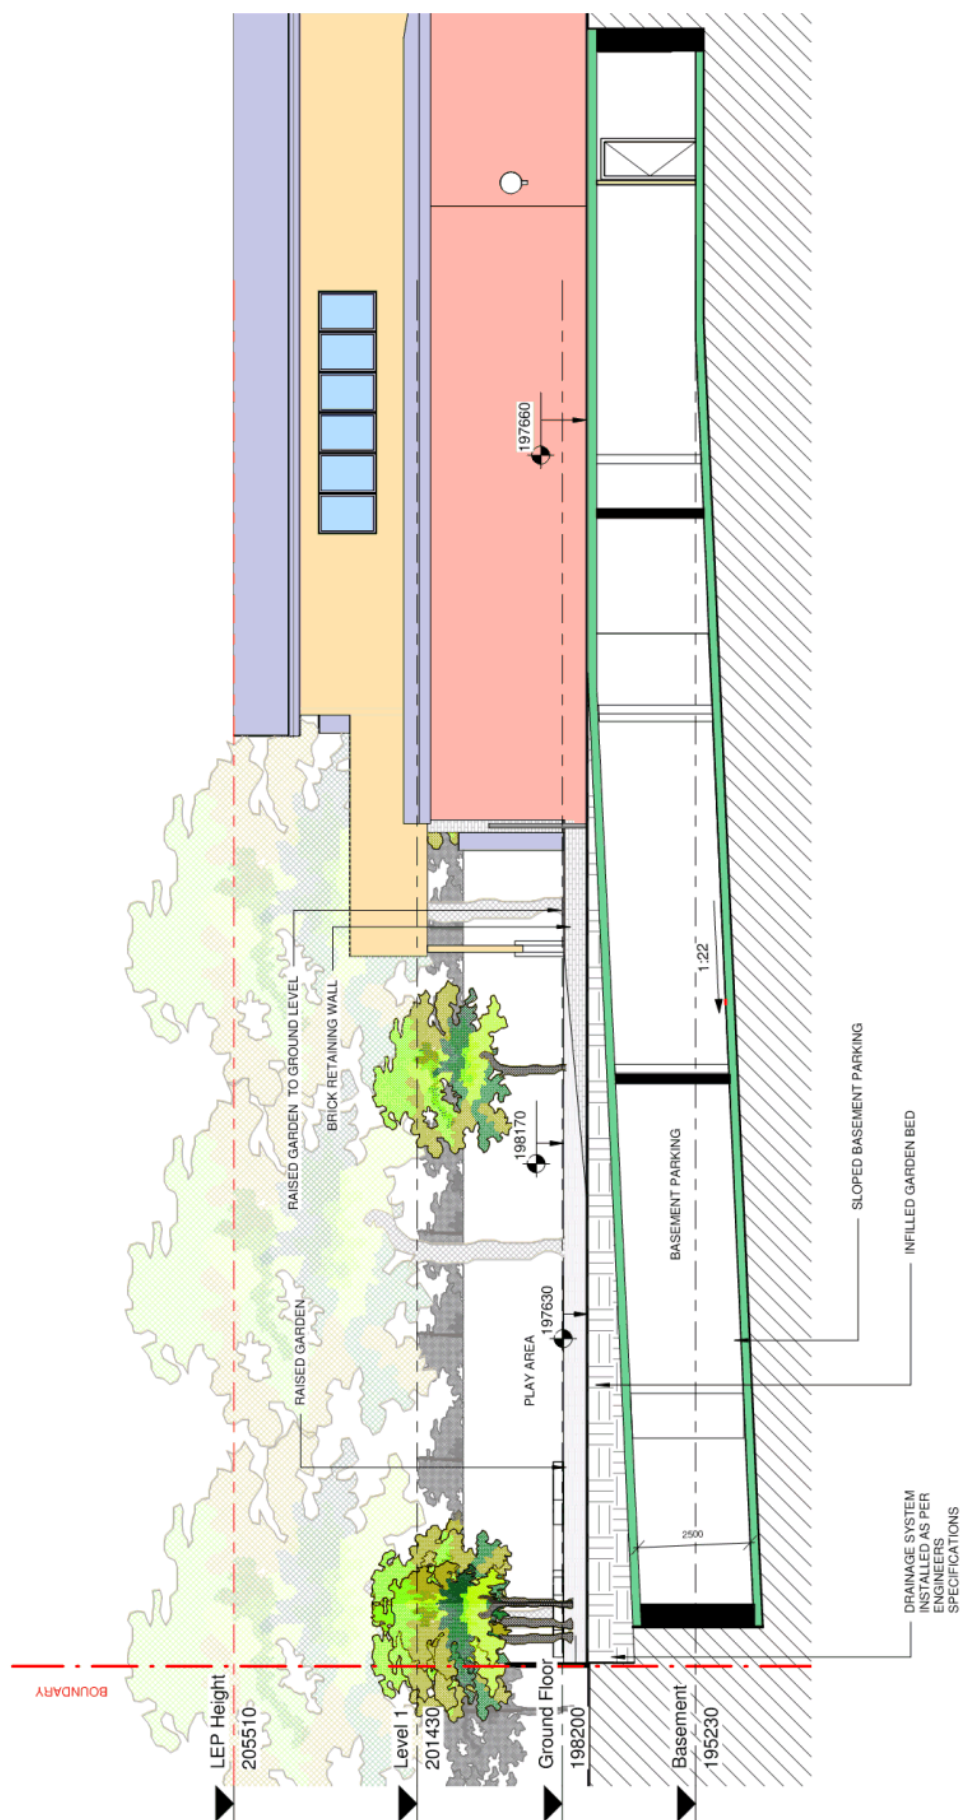 BOUNDARY
LEP Height
205510
Level 1
201430
Ground Floor
198200
Basement
195230
RAISED GARDEN
RAISED GARDEN TO GROUND LEVEL
BRICK RETAINING WALL
PLAY AREA
197630
198170
197660
BASEMENT PARKING
1:22
2500
DRAINAGE SYSTEM
INSTALLED AS PER
ENGINEERS
SPECIFICATIONS
INFILLED GARDEN BED
SLOPED BASEMENT PARKING